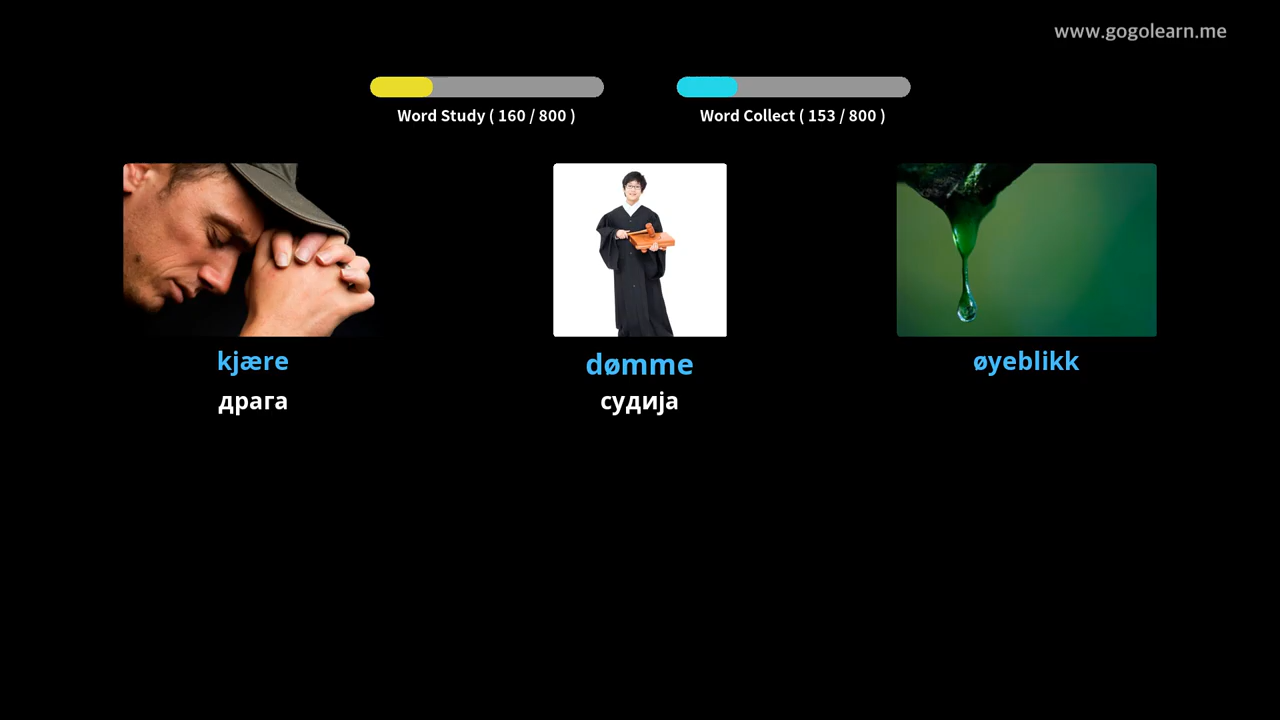 www.gogolearn.me
Word Study ( 160 / 800 )
Word Collect ( 153 / 800 )
kjære
dømme
øyeblikk
драга
судија